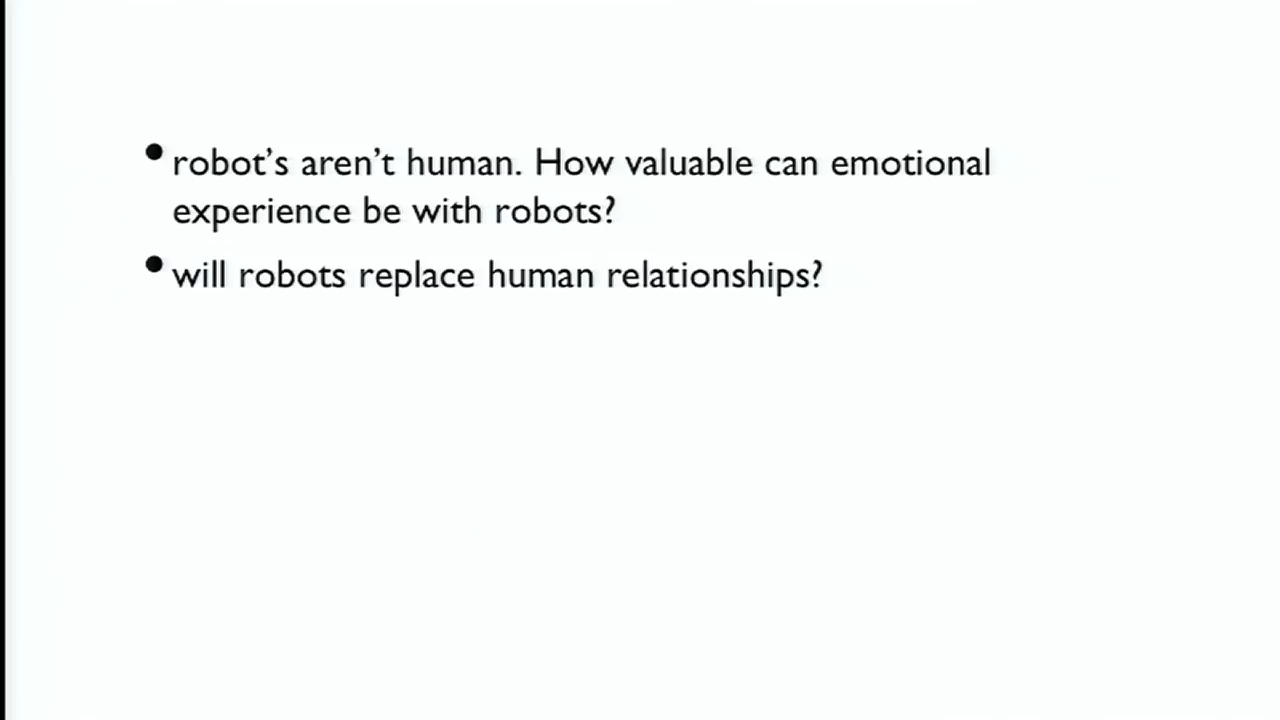 • robot’s aren’t human. How valuable can emotional
experience be with robots?
• will robots replace human relationships?